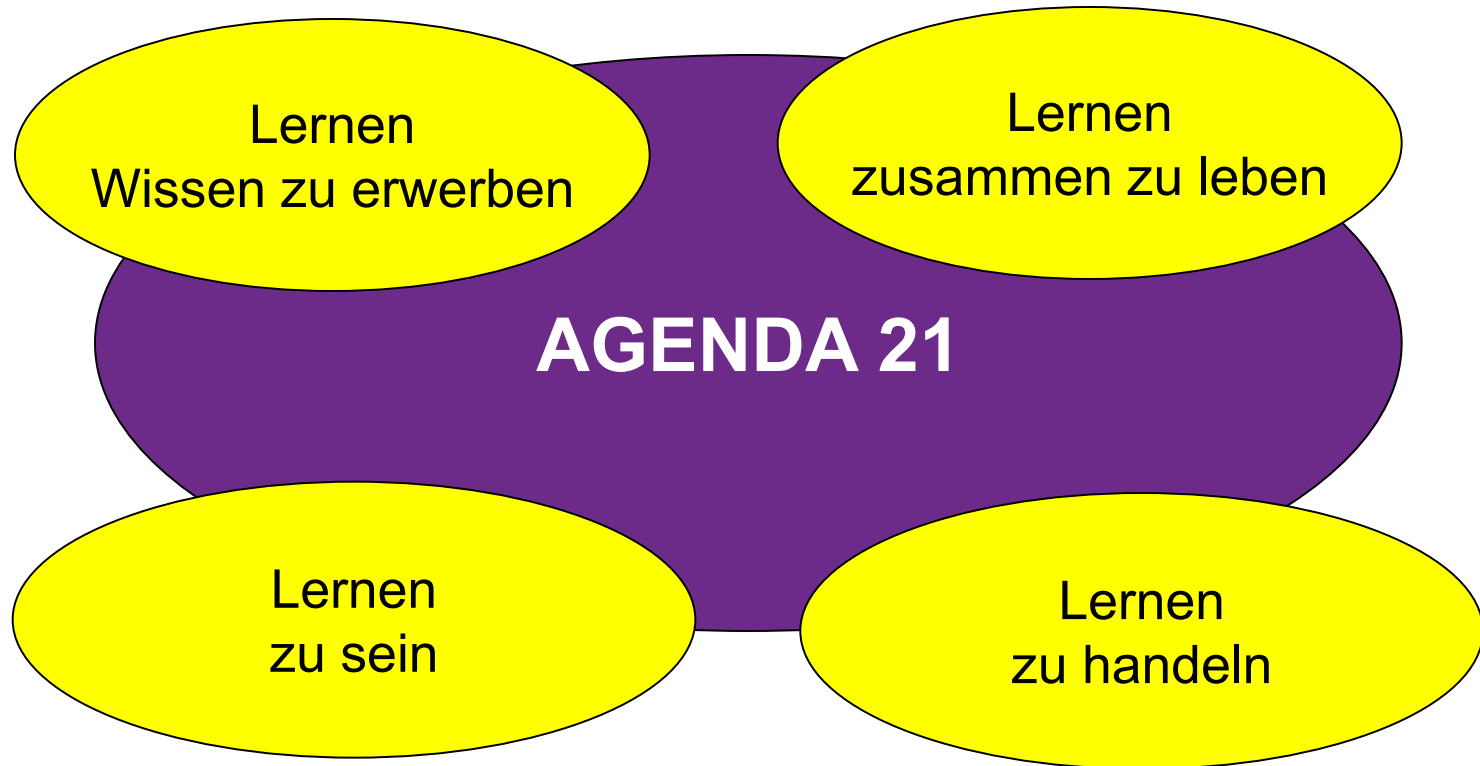 Lernen
Wissen zu erwerben
Lernen
zusammen zu leben
AGENDA 21
Lernen
zu sein
Lernen
zu handeln